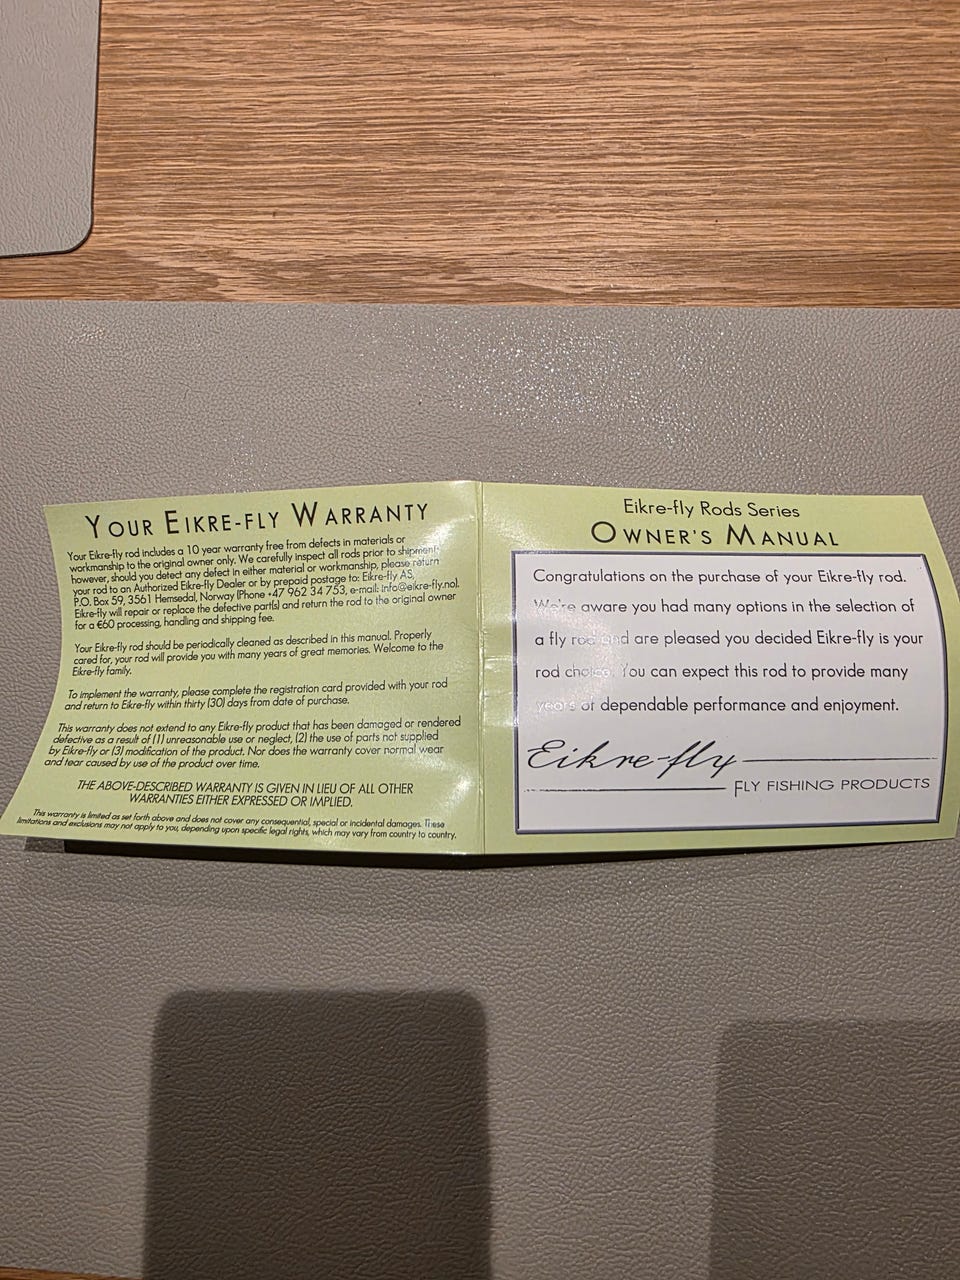 YOUR EIKRE-FLY WARRANTY
Your Eikre-fly rod includes a 10 year warranty free from defects in materials or
workmanship to the original owner only. We carefully inspect all rods prior to shipment;
however, should you detect any defect in either material or workmanship, please return
your rod to an Authorized Eikre-fly Dealer or by prepaid postage to: Eikre-fly AS,
P.O. Box 59, 3561 Hemsedal, Norway (Phone +47 962 34 753, e-mail: info@eikre-fly.no).
Eikre-fly will repair or replace the defective part(s) and return the rod to the original owner
for a €60 processing, handling and shipping fee.
Your Eikre-fly rod should be periodically cleaned as described in this manual. Properly
cared for, your rod will provide you with many years of great memories. Welcome to the
Eikre-fly family.
To implement the warranty, please complete the registration card provided with your rod
and return to Eikre-fly within thirty (30) days from date of purchase.
This warranty does not extend to any Eikre-fly product that has been damaged or rendered
defective as a result of (1) unreasonable use or neglect, (2) the use of parts not supplied
by Eikre-fly or (3) modification of the product. Nor does the warranty cover normal wear
and tear caused by use of the product over time.
THE ABOVE-DESCRIBED WARRANTY IS GIVEN IN LIEU OF ALL OTHER
WARRANTIES EITHER EXPRESSED OR IMPLIED.
This warranty is limited as set forth above and does not cover any consequential, special or incidental damages. These
limitations and exclusions may not apply to you, depending upon specific legal rights, which may vary from country to country.
Eikre-fly Rods Series
OWNER'S MANUAL
Congratulations on the purchase of your Eikre-fly rod.
We're aware you had many options in the selection of
a fly rod and are pleased you decided Eikre-fly is your
rod choice. You can expect this rod to provide many
years of dependable performance and enjoyment.
Eikre-fly
FLY FISHING PRODUCTS